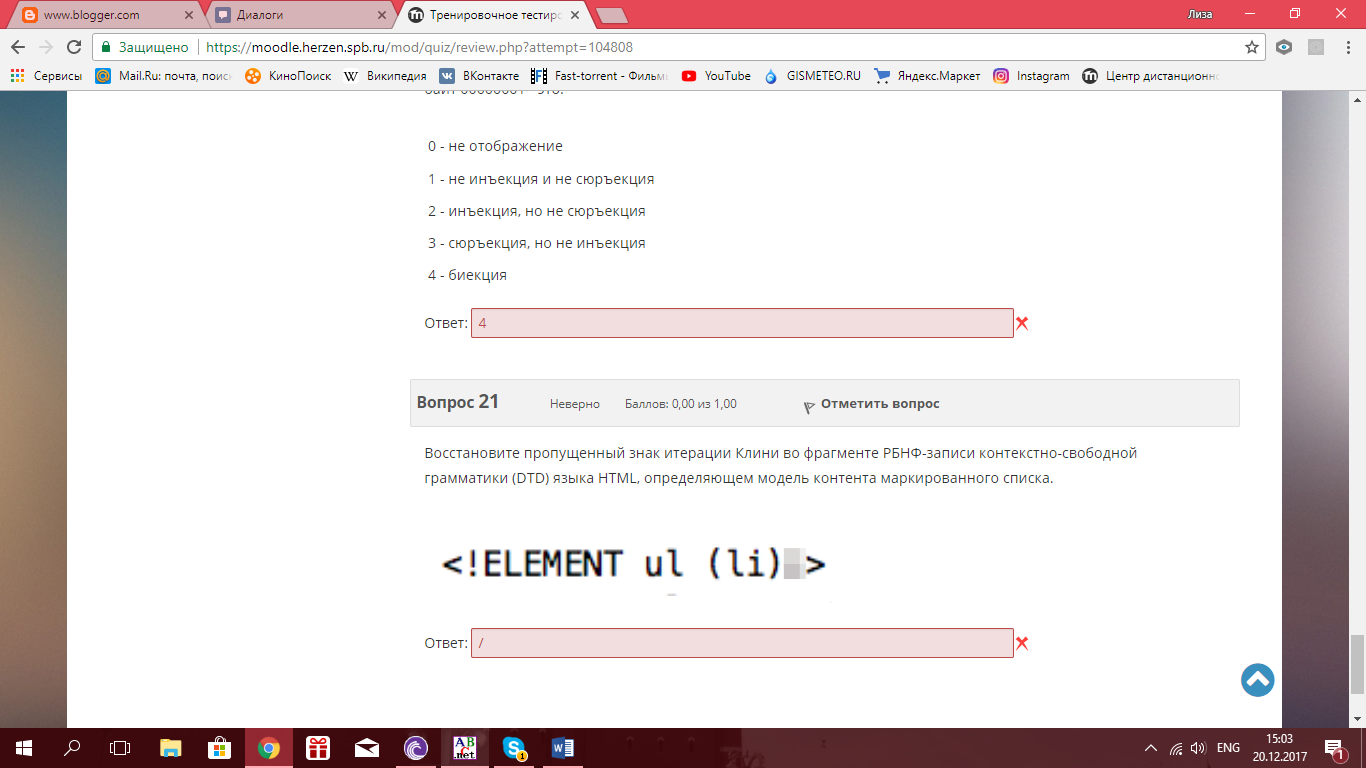 www.blogger.com
Диалоги
Тренировочное тестиро
Лиза
Защищено
https://moodle.herzen.spb.ru/mod/quiz/review.php?attempt=104808
Сервисы
Mail.Ru: почта, поиск
КиноПоиск
Википедия
ВКонтакте
Fast-torrent - Фильмы
YouTube
GISMETEO.RU
Яндекс.Маркет
Instagram
Центр дистанционно
0 - не отображение
1 - не инъекция и не сюръекция
2 - инъекция, но не сюръекция
3 - сюръекция, но не инъекция
4 - биекция
Ответ: 4
Вопрос 21 Неверно Баллов: 0,00 из 1,00 Отметить вопрос
Восстановите пропущенный знак итерации Клини во фрагменте РБНФ-записи контекстно-свободной
грамматики (DTD) языка HTML, определяющем модель контента маркированного списка.
<!ELEMENT ul (li) >
Ответ: /
ENG
15:03
20.12.2017